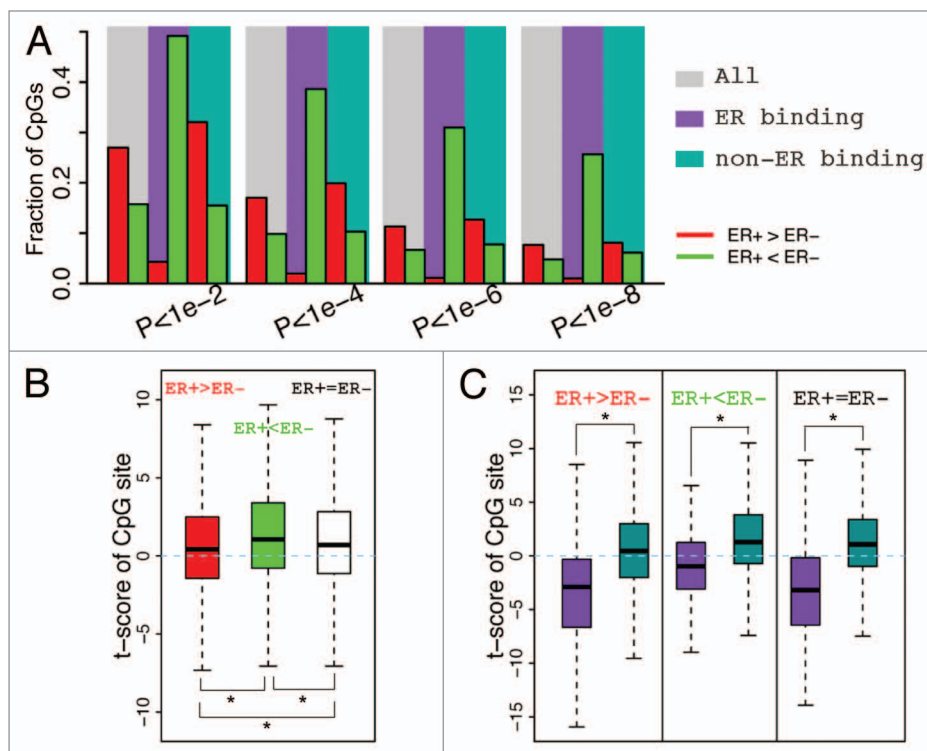 A
Fraction of CpGs
0.4
0.2
0.0
P<1e-2
P<1e-4
P<1e-6
P<1e-8
All
ER binding
non-ER binding
ER+ > ER-
ER+ < ER-
B
t-score of CpG site
10
5
0
-5
-10
ER+>ER-
ER+=ER-
ER+<ER-
*
*
*
C
t-score of CpG site
15
10
5
0
-5
-10
-15
ER+>ER-
ER+<ER-
ER+=ER-
*
*
*